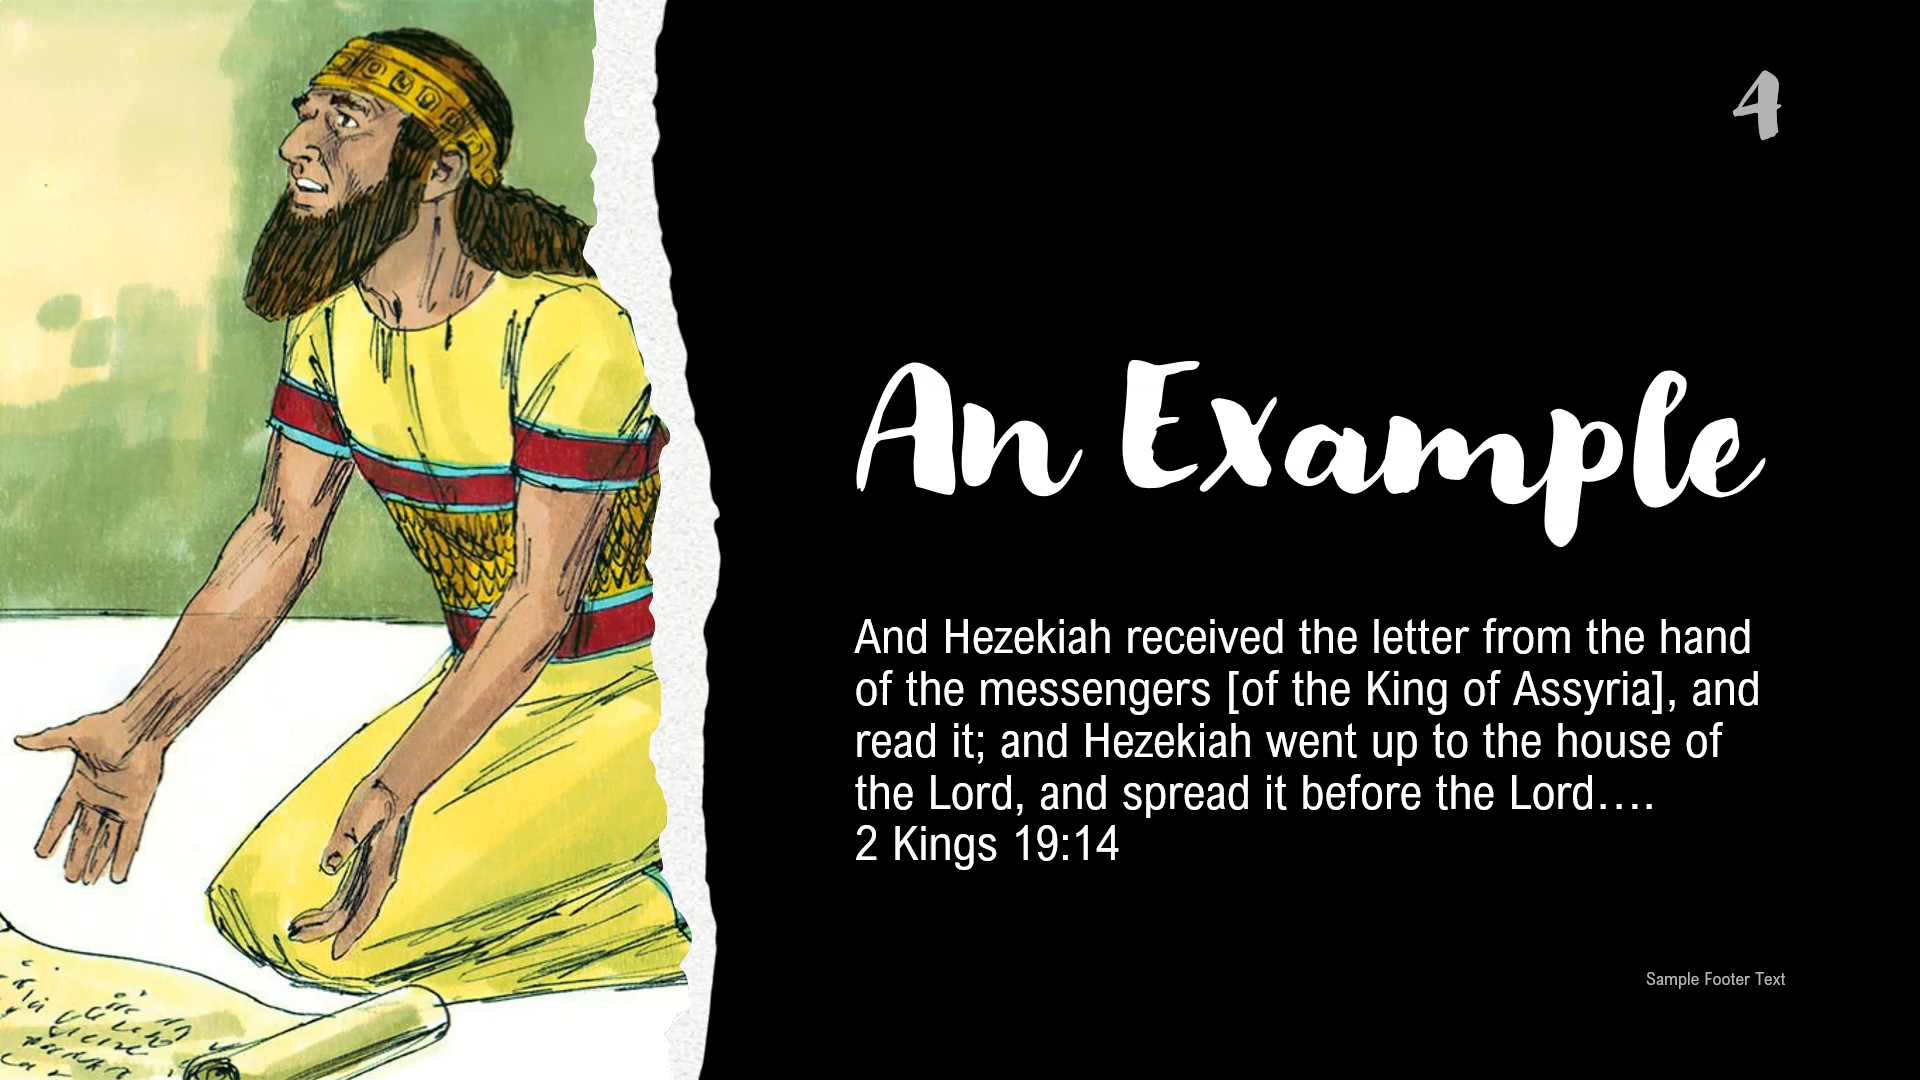 4
An Example
And Hezekiah received the letter from the hand
of the messengers [of the King of Assyria], and
read it; and Hezekiah went up to the house of
the Lord, and spread it before the Lord….
2 Kings 19:14
Sample Footer Text